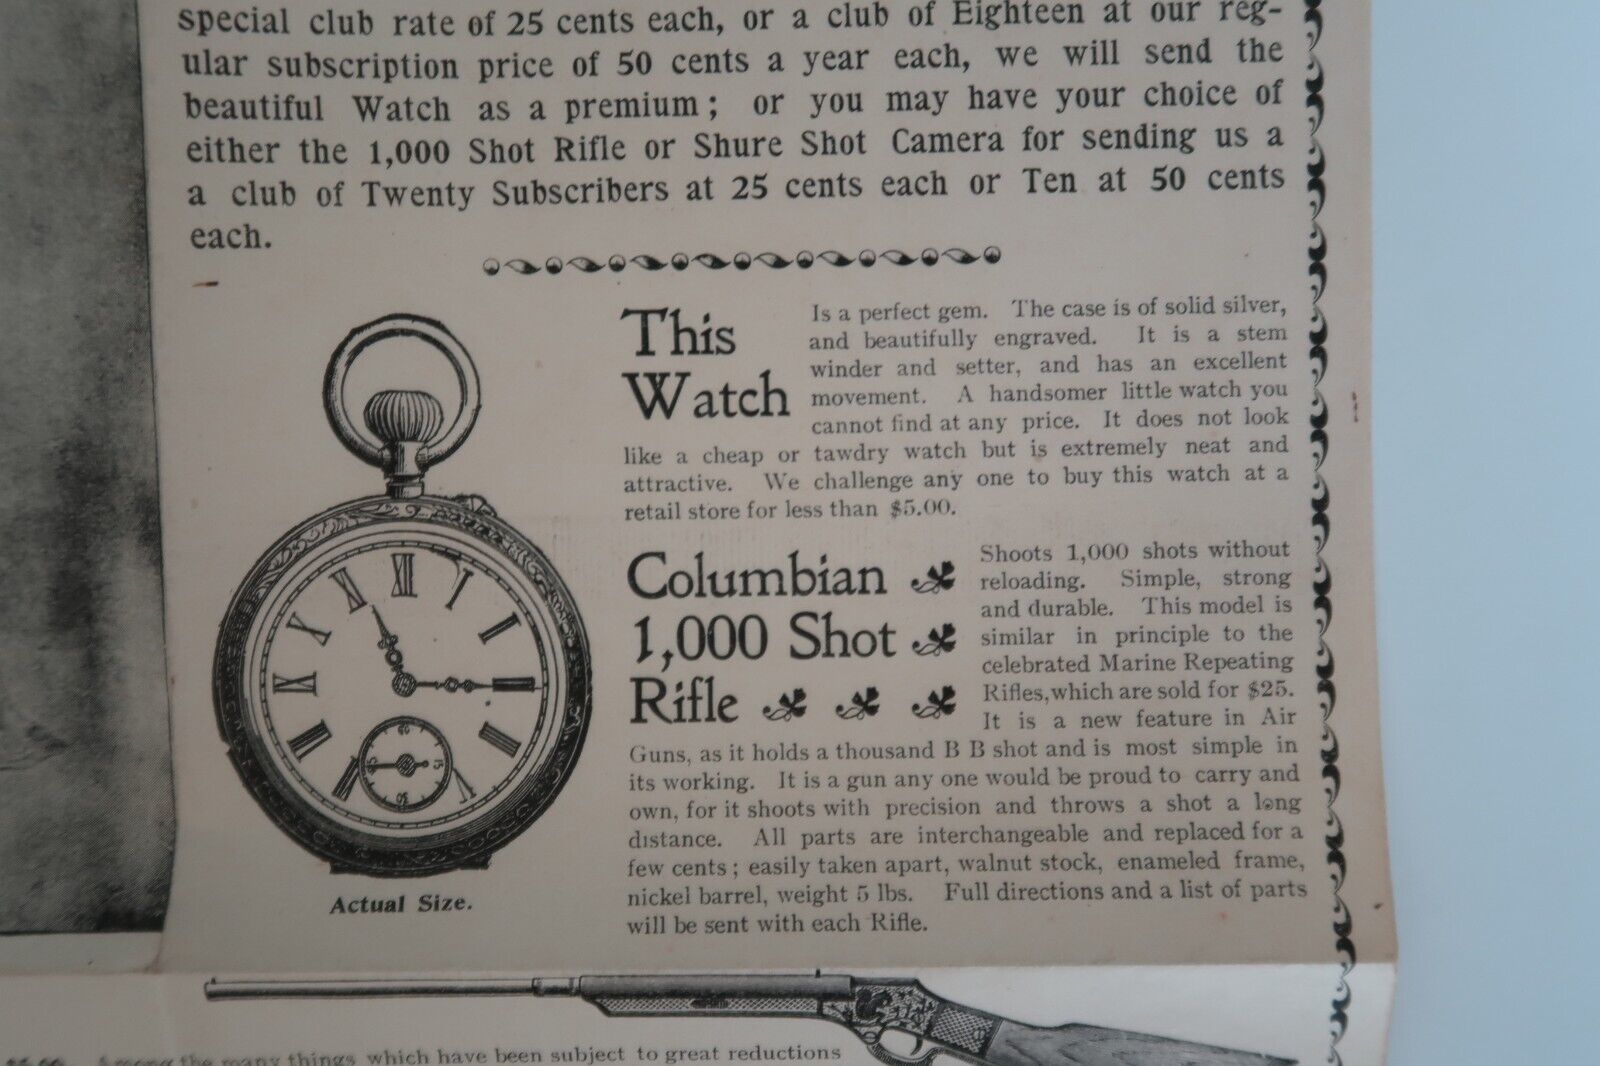 special club rate of 25 cents each, or a club of Eighteen at our reg-
ular subscription price of 50 cents a year each, we will send the
beautiful Watch as a premium; or you may have your choice of
either the 1,000 Shot Rifle or Shure Shot Camera for sending us a
a club of Twenty Subscribers at 25 cents each or Ten at 50 cents
each.
This
Watch
Is a perfect gem. The case is of solid silver,
and beautifully engraved. It is a stem
winder and setter, and has an excellent
movement. A handsomer little watch you
cannot find at any price. It does not look
like a cheap or tawdry watch but is extremely neat and
attractive. We challenge any one to buy this watch at a
retail store for less than $5.00.
XII
I
II
III
IIII
V
VII
VIII
IX
X
XI
60
15
30
45
Actual Size.
Columbian
1,000 Shot
Rifle
Shoots 1,000 shots without
reloading. Simple, strong
and durable. This model is
similar in principle to the
celebrated Marine Repeating
Rifles, which are sold for $25.
It is a new feature in Air
Guns, as it holds a thousand B B shot and is most simple in
its working. It is a gun any one would be proud to carry and
own, for it shoots with precision and throws a shot a long
distance. All parts are interchangeable and replaced for a
few cents; easily taken apart, walnut stock, enameled frame,
nickel barrel, weight 5 lbs. Full directions and a list of parts
will be sent with each Rifle.
Among the many things which have been subject to great reductions